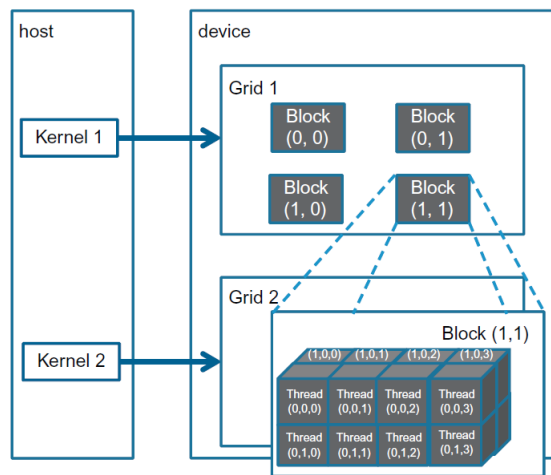 host
device
Grid 1
Block
(0, 0)
Block
(0, 1)
Kernel 1
Block
(1, 0)
Block
(1, 1)
Grid 2
Block (1,1)
Kernel 2
(1,0,0) (1,0,1) (1,0,2) (1,0,3)
Thread Thread Thread Thread
(0,0,0) (0,0,1) (0,0,2) (0,0,3)
Thread Thread Thread Thread
(0,1,0) (0,1,1) (0,1,2) (0,1,3)